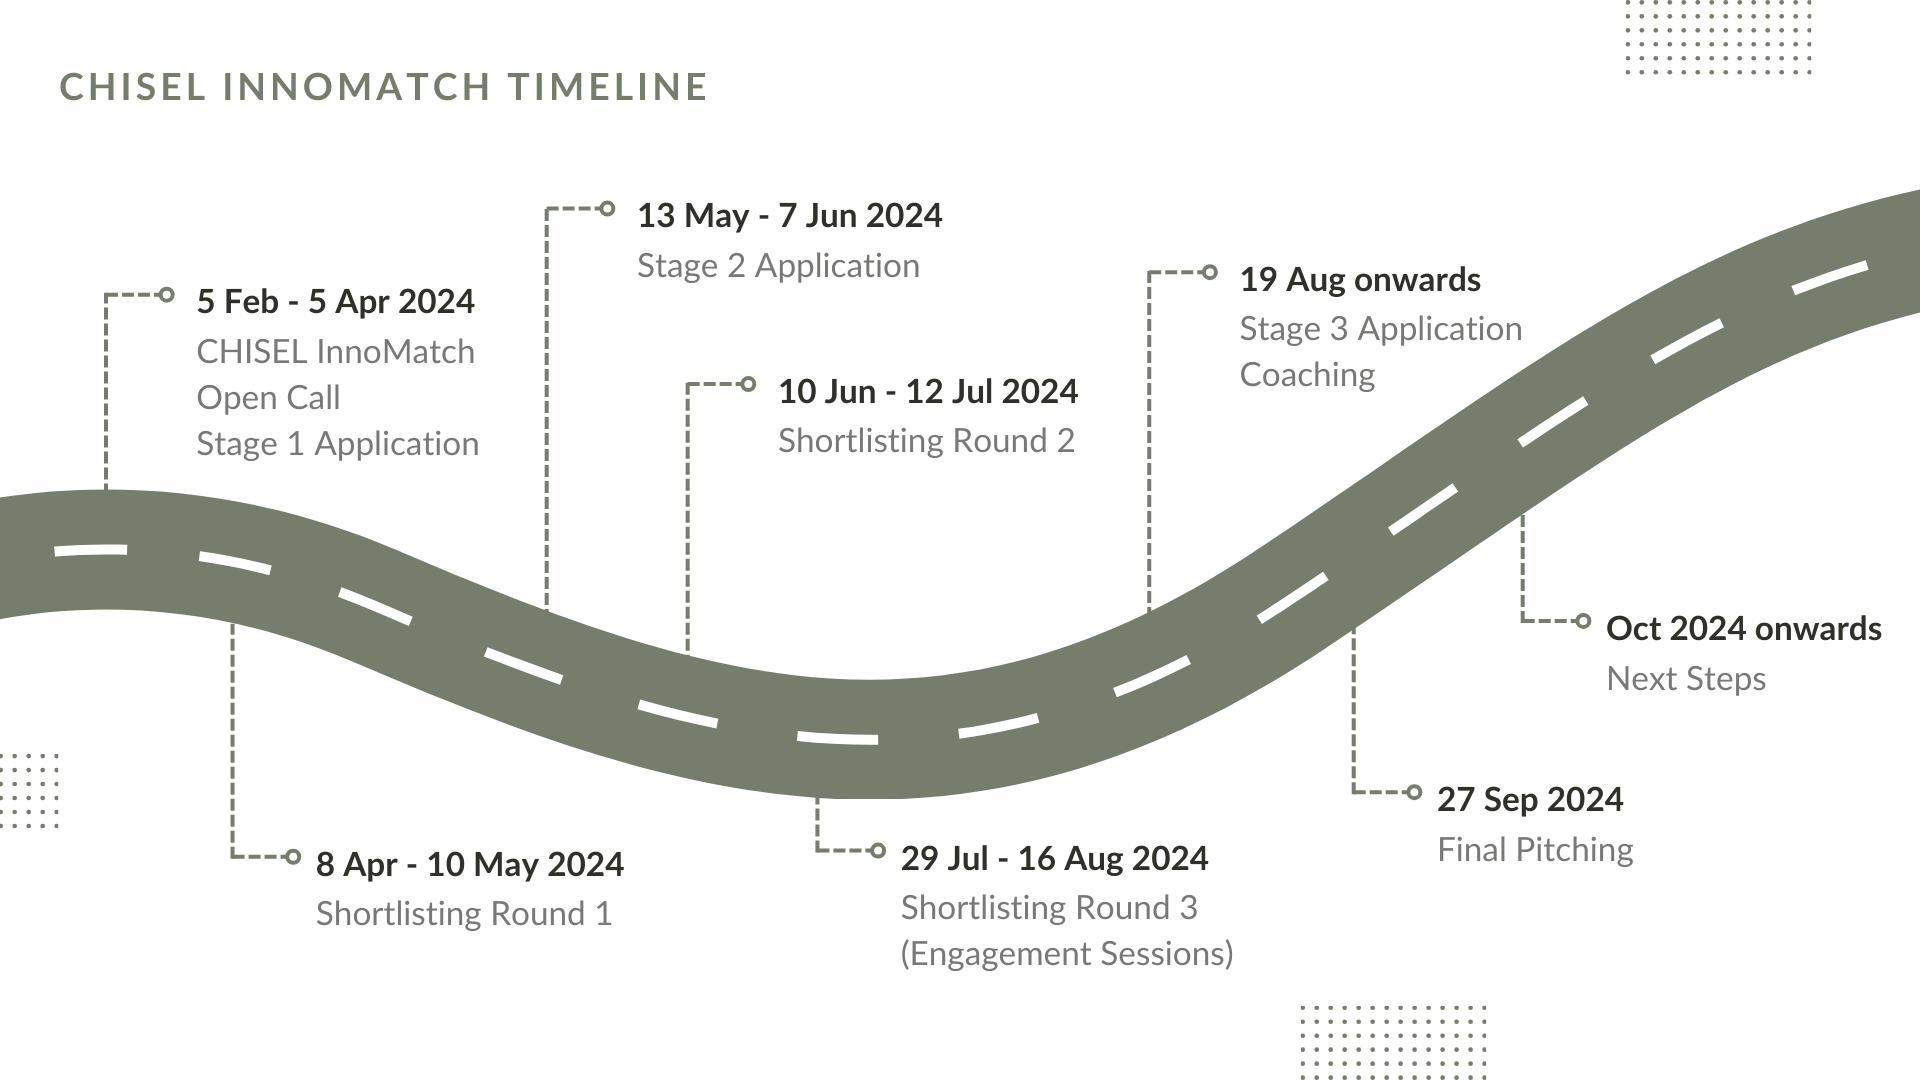 CHISEL INNOMATCH TIMELINE
5 Feb - 5 Apr 2024
CHISEL InnoMatch
Open Call
Stage 1 Application
8 Apr - 10 May 2024
Shortlisting Round 1
13 May - 7 Jun 2024
Stage 2 Application
10 Jun - 12 Jul 2024
Shortlisting Round 2
29 Jul - 16 Aug 2024
Shortlisting Round 3
(Engagement Sessions)
19 Aug onwards
Stage 3 Application
Coaching
27 Sep 2024
Final Pitching
Oct 2024 onwards
Next Steps